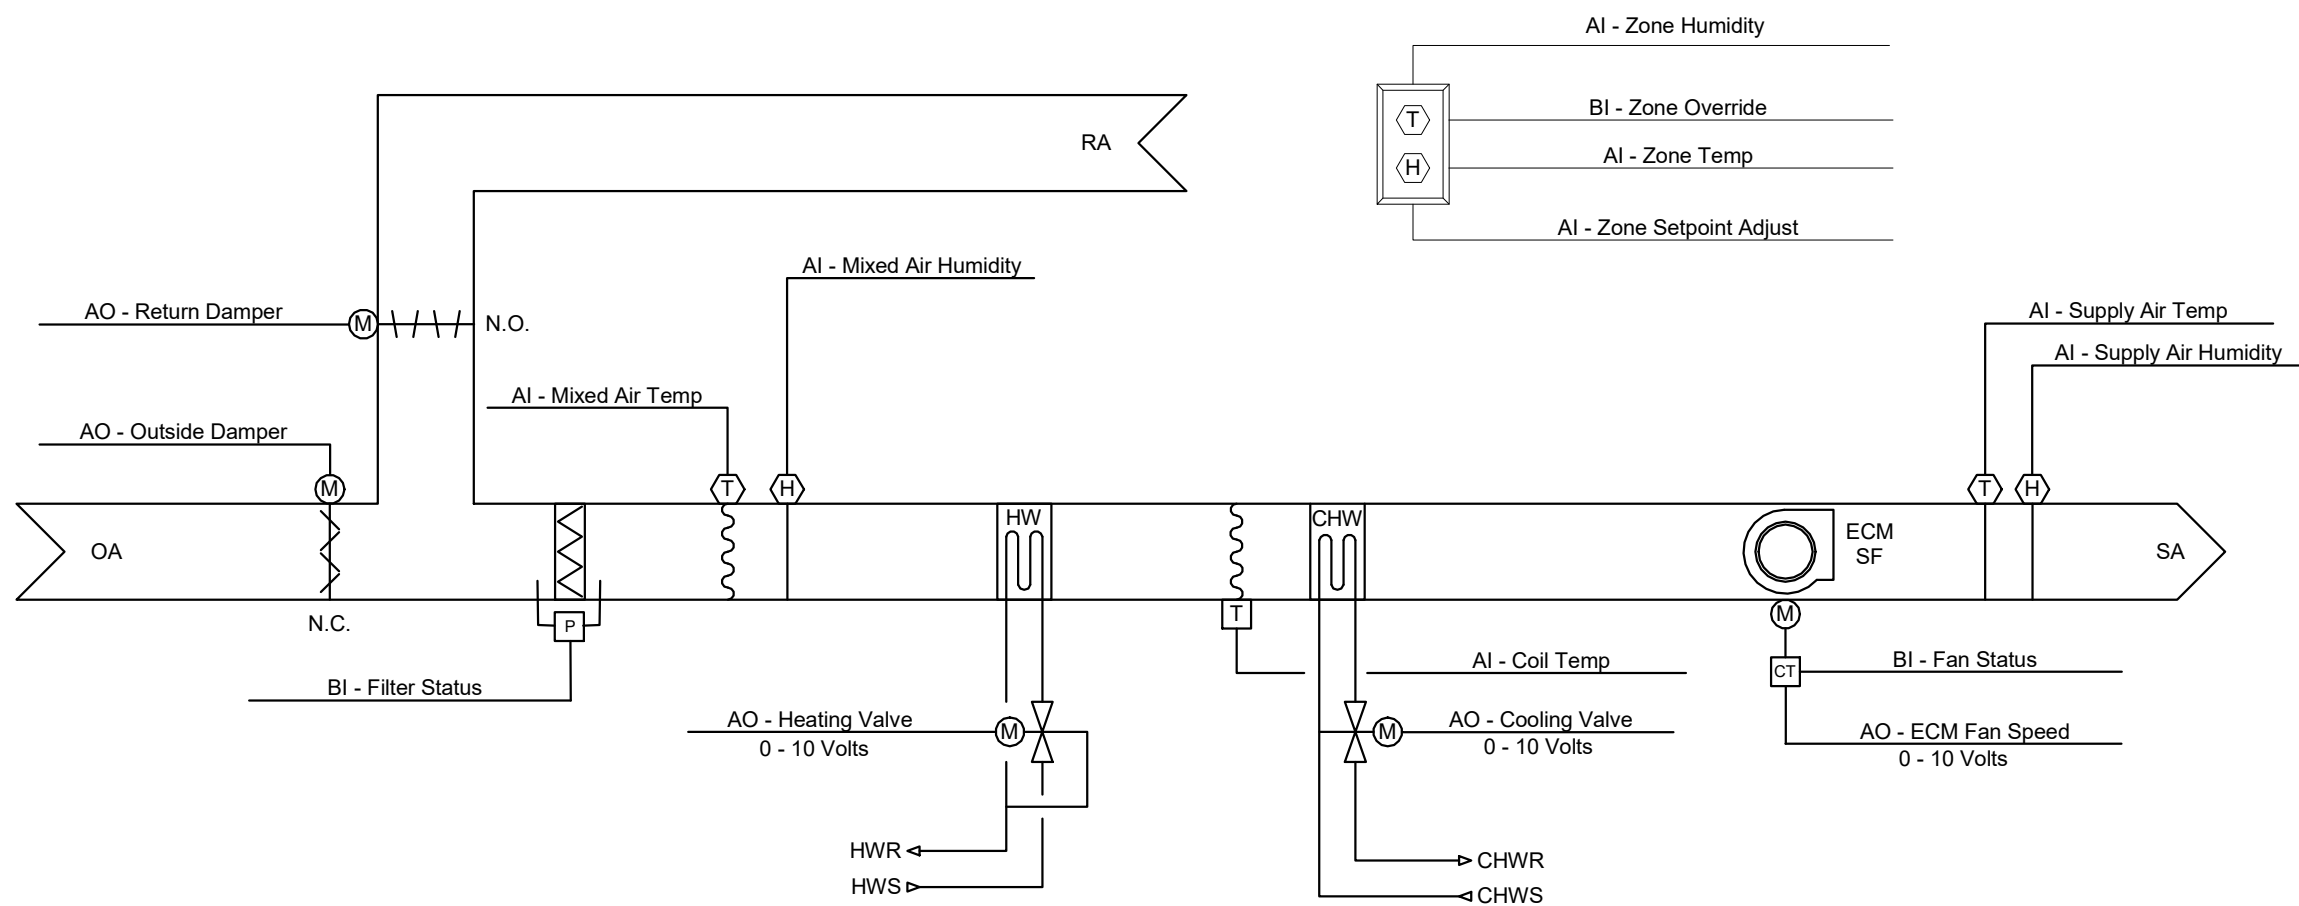 AI - Zone Humidity
T
BI - Zone Override
H
AI - Zone Temp
AI - Zone Setpoint Adjust
RA
AI - Mixed Air Humidity
AO - Return Damper
M
N.O.
AI - Supply Air Temp
AI - Supply Air Humidity
AI - Mixed Air Temp
AO - Outside Damper
M
T
H
T
H
OA
HW
CHW
ECM
SF
SA
N.C.
P
T
M
BI - Filter Status
AI - Coil Temp
CT
BI - Fan Status
AO - Heating Valve
0 - 10 Volts
M
M
AO - Cooling Valve
0 - 10 Volts
AO - ECM Fan Speed
0 - 10 Volts
HWR
HWS
CHWR
CHWS